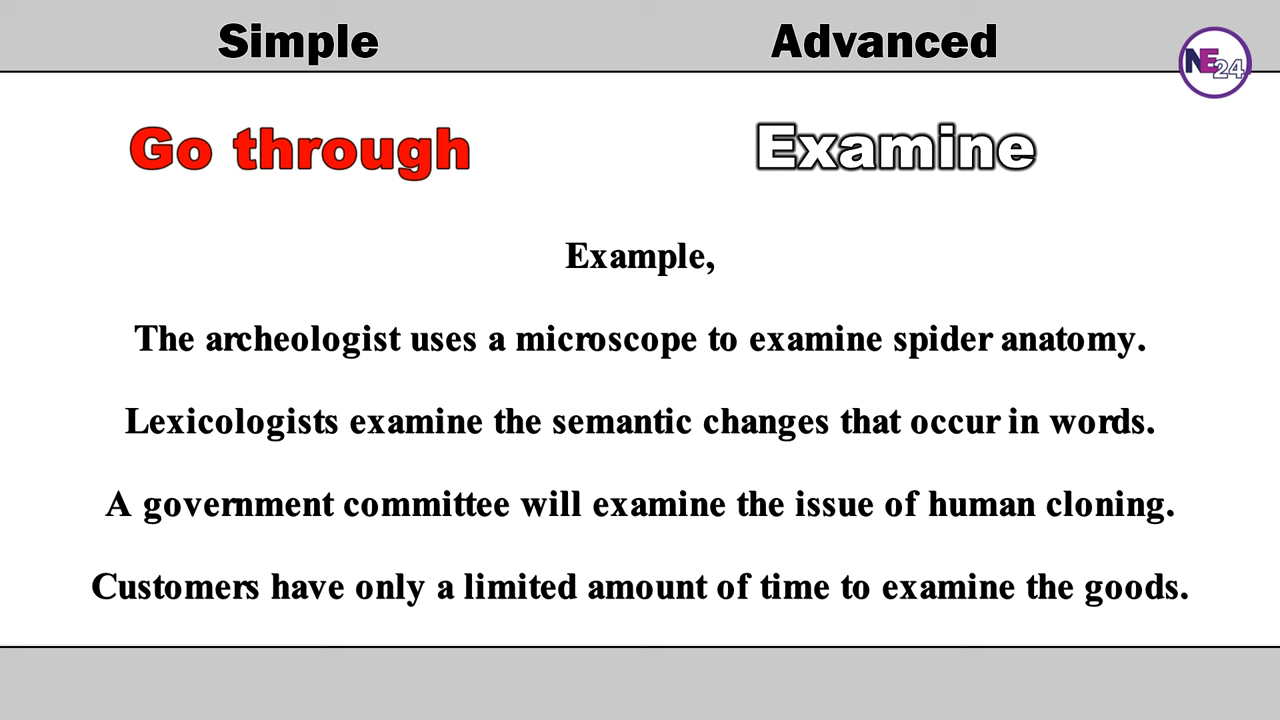 Simple Advanced
NE24
Go through Examine
Example,
The archeologist uses a microscope to examine spider anatomy.
Lexicologists examine the semantic changes that occur in words.
A government committee will examine the issue of human cloning.
Customers have only a limited amount of time to examine the goods.